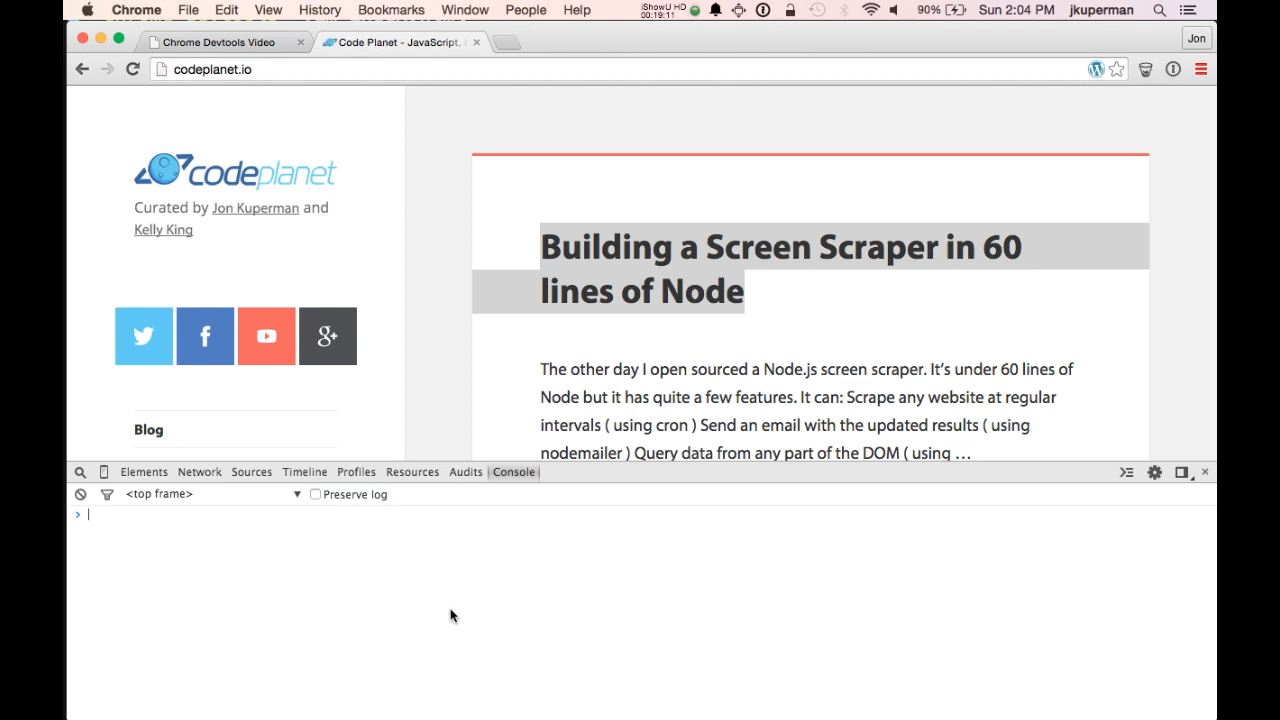 Chrome File Edit View History Bookmarks Window People Help iShowU HD 00:19:11 90% Sun 2:04 PM jkuperman
Chrome Devtools Video Code Planet - JavaScript, Jon
codeplanet.io
codeplanet
Curated by Jon Kuperman and
Kelly King
Blog
Building a Screen Scraper in 60
lines of Node
The other day I open sourced a Node.js screen scraper. It’s under 60 lines of
Node but it has quite a few features. It can: Scrape any website at regular
intervals ( using cron ) Send an email with the updated results ( using
nodemailer ) Query data from any part of the DOM ( using …
Elements Network Sources Timeline Profiles Resources Audits Console
<top frame> Preserve log